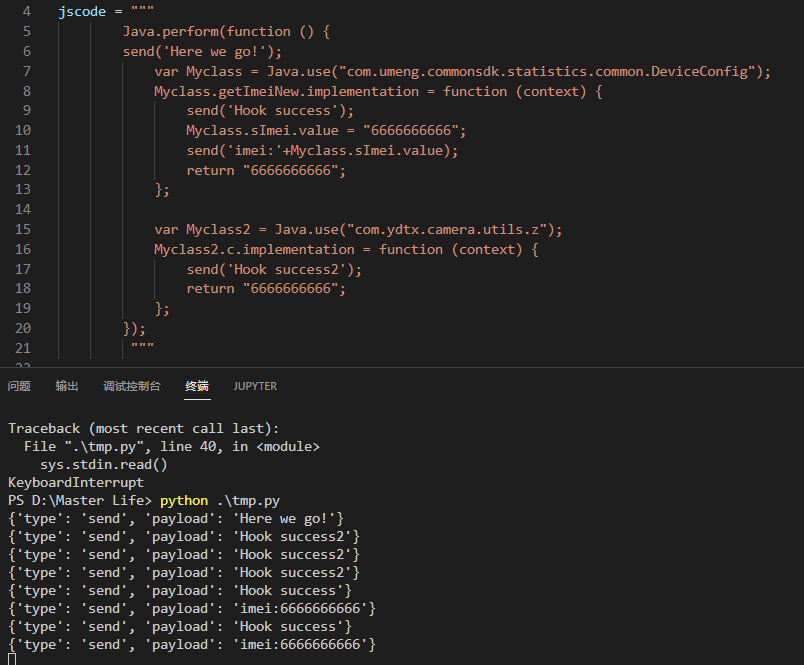 4 jscode = """
5 Java.perform(function () {
6 send('Here we go!');
7 var Myclass = Java.use("com.umeng.commonsdk.statistics.common.DeviceConfig");
8 Myclass.getImeiNew.implementation = function (context) {
9 send('Hook success');
10 Myclass.sImei.value = "6666666666";
11 send('imei:'+Myclass.sImei.value);
12 return "6666666666";
13 };
14
15 var Myclass2 = Java.use("com.ydtx.camera.utils.z");
16 Myclass2.c.implementation = function (context) {
17 send('Hook success2');
18 return "6666666666";
19 };
20 });
21 """
问题 输出 调试控制台 终端 JUPYTER
Traceback (most recent call last):
File ".\tmp.py", line 40, in <module>
sys.stdin.read()
KeyboardInterrupt
PS D:\Master Life> python .\tmp.py
{'type': 'send', 'payload': 'Here we go!'}
{'type': 'send', 'payload': 'Hook success2'}
{'type': 'send', 'payload': 'Hook success2'}
{'type': 'send', 'payload': 'Hook success2'}
{'type': 'send', 'payload': 'Hook success'}
{'type': 'send', 'payload': 'imei:6666666666'}
{'type': 'send', 'payload': 'Hook success'}
{'type': 'send', 'payload': 'imei:6666666666'}